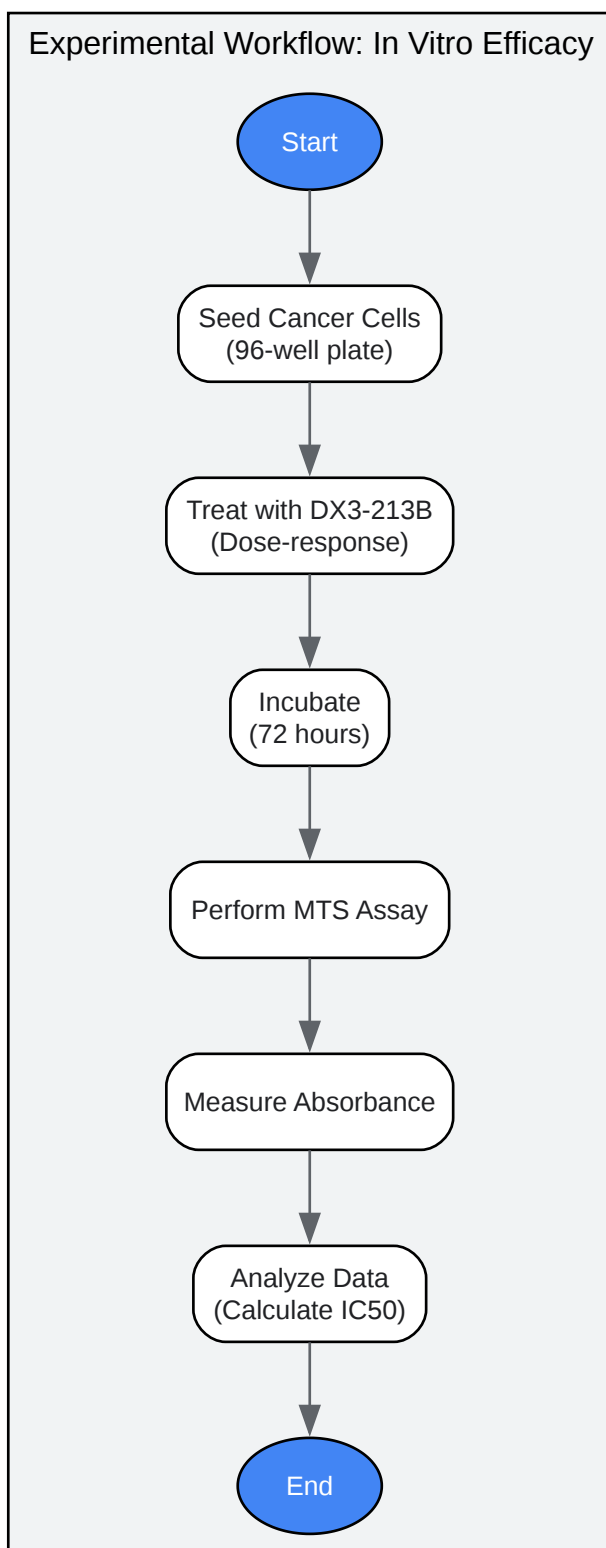 Experimental Workflow: In Vitro Efficacy
Start
Seed Cancer Cells
(96-well plate)
Treat with DX3-213B
(Dose-response)
Incubate
(72 hours)
Perform MTS Assay
Measure Absorbance
Analyze Data
(Calculate IC50)
End